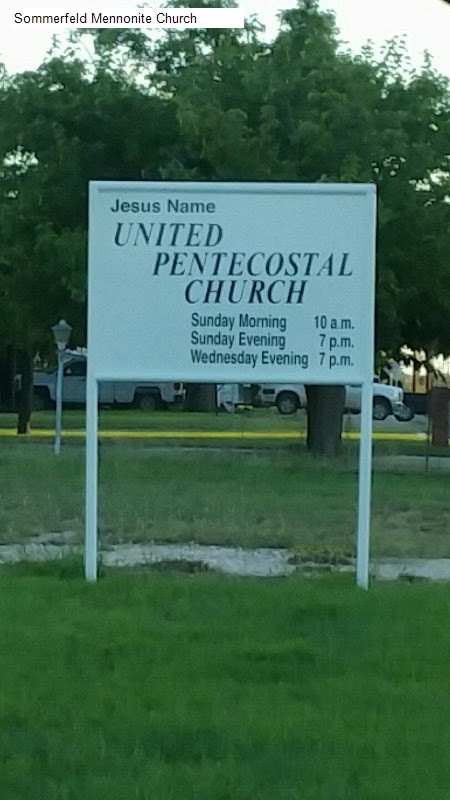 Sommerfeld Mennonite Church
Jesus Name
UNITED
PENTECOSTAL
CHURCH
Sunday Morning 10 a.m.
Sunday Evening 7 p.m.
Wednesday Evening 7 p.m.